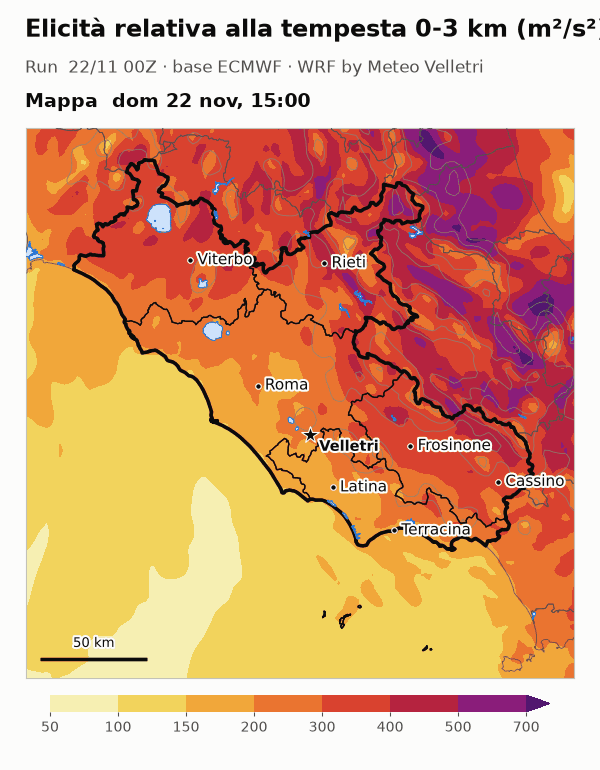 Elicità relativa alla tempesta 0-3 km (m²/s²)
Run 22/11 00Z · base ECMWF · WRF by Meteo Velletri
Mappa dom 22 nov, 15:00
Viterbo
Rieti
Roma
Velletri
Frosinone
Cassino
Latina
Terracina
50 km
50 100 150 200 300 400 500 700